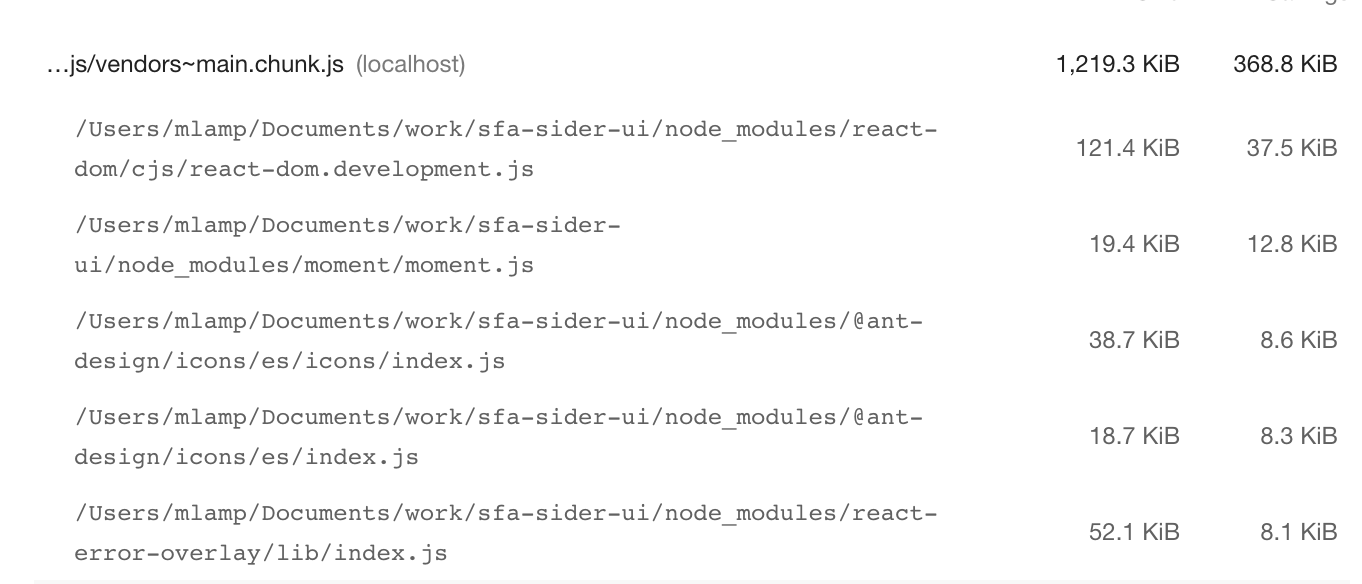 …js/vendors~main.chunk.js (localhost) 1,219.3 KiB 368.8 KiB
/Users/mlamp/Documents/work/sfa-sider-ui/node_modules/react-
dom/cjs/react-dom.development.js
121.4 KiB 37.5 KiB
/Users/mlamp/Documents/work/sfa-sider-
ui/node_modules/moment/moment.js
19.4 KiB 12.8 KiB
/Users/mlamp/Documents/work/sfa-sider-ui/node_modules/@ant-
design/icons/es/icons/index.js
38.7 KiB 8.6 KiB
/Users/mlamp/Documents/work/sfa-sider-ui/node_modules/@ant-
design/icons/es/index.js
18.7 KiB 8.3 KiB
/Users/mlamp/Documents/work/sfa-sider-ui/node_modules/react-
error-overlay/lib/index.js
52.1 KiB 8.1 KiB